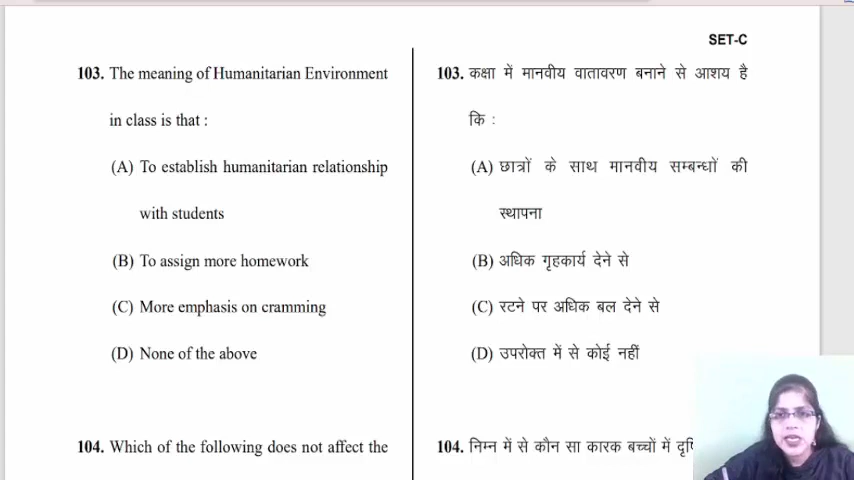 SET-C
103. The meaning of Humanitarian Environment
in class is that :
(A) To establish humanitarian relationship
with students
(B) To assign more homework
(C) More emphasis on cramming
(D) None of the above
104. Which of the following does not affect the
103. कक्षा में मानवीय वातावरण बनाने से आशय है
कि :
(A) छात्रों के साथ मानवीय सम्बन्धों की
स्थापना
(B) अधिक गृहकार्य देने से
(C) रटने पर अधिक बल देने से
(D) उपरोक्त में से कोई नहीं
104. निम्न में से कौन सा कारक बच्चों में